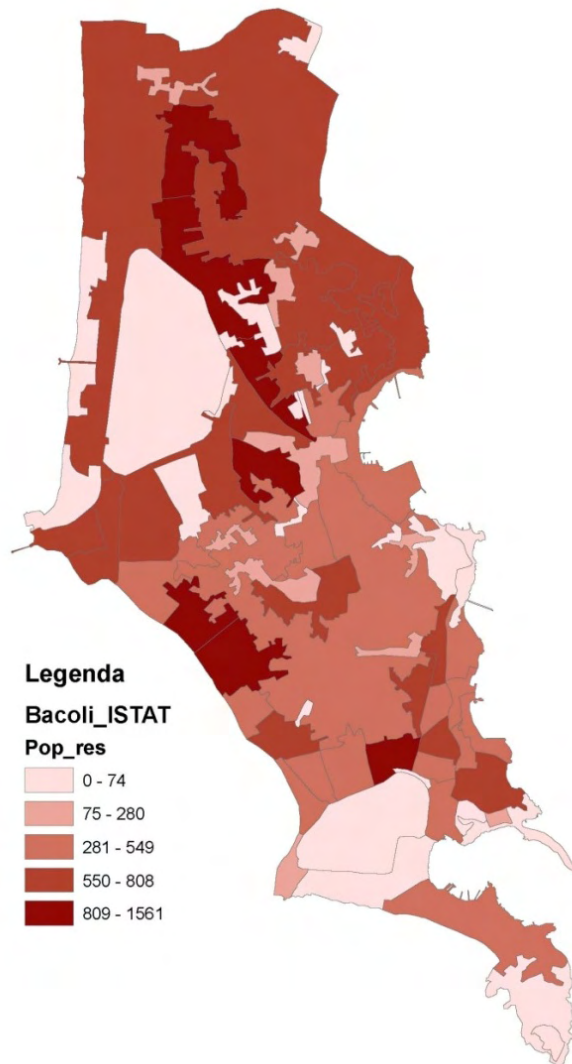 Legenda
Bacoli_ISTAT
Pop_res
0 - 74
75 - 280
281 - 549
550 - 808
809 - 1561